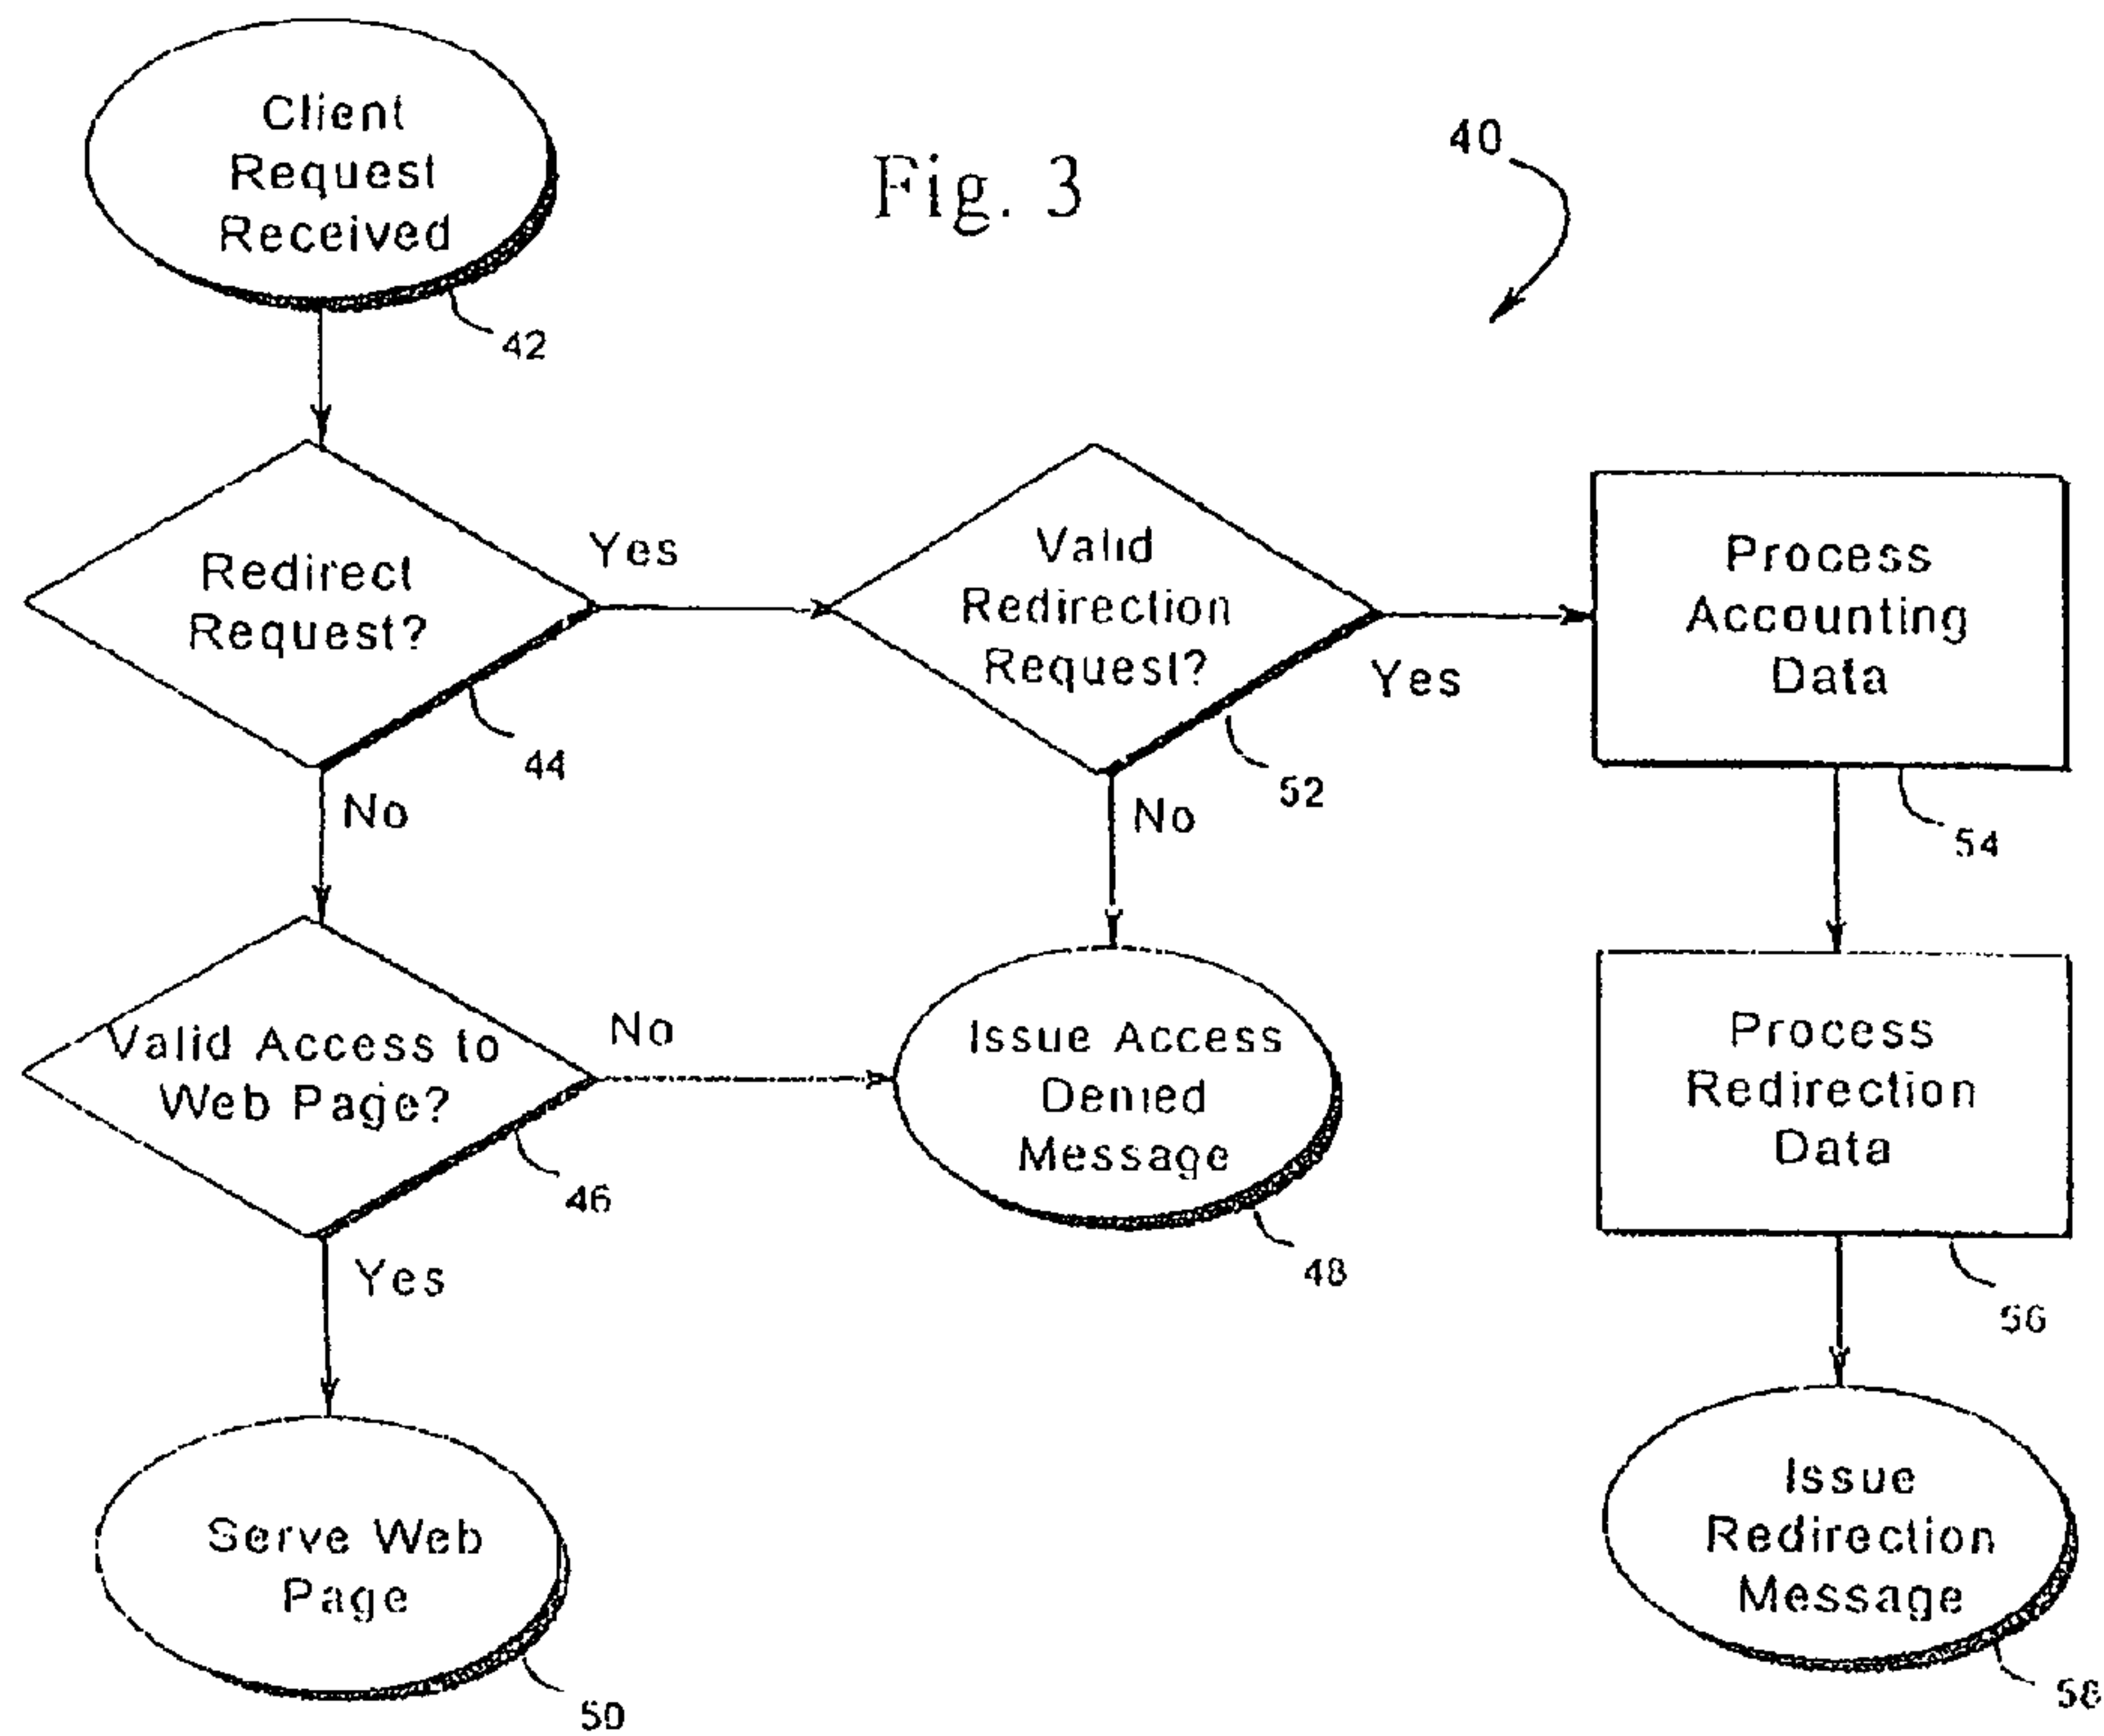 Client
Request
Received
42
Fig. 3
40
Redirect
Request?
44
Yes
No
Valid
Redirection
Request?
52
Yes
No
Process
Accounting
Data
54
Valid Access to
Web Page?
46
No
Yes
Issue Access
Denied
Message
48
Process
Redirection
Data
56
Serve Web
Page
50
Issue
Redirection
Message
58